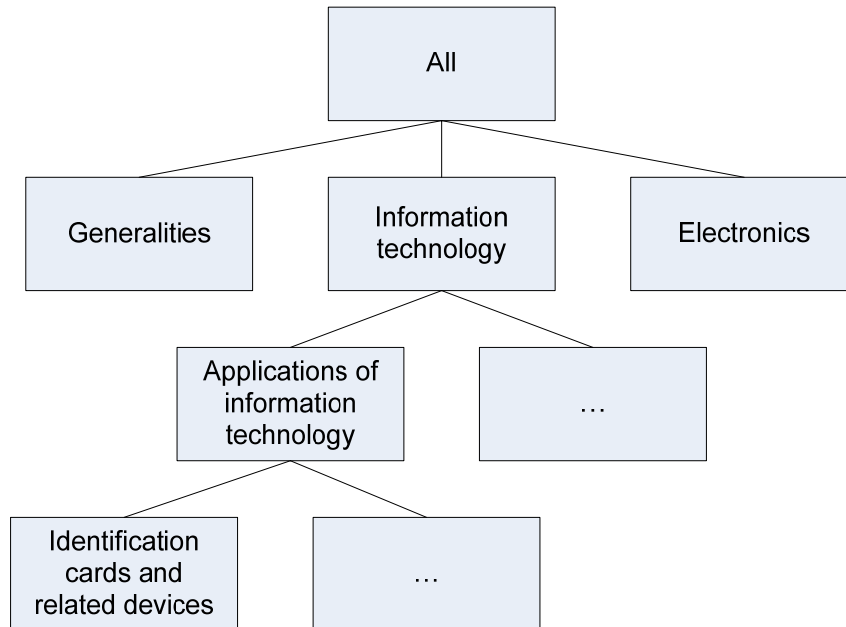 All
Generalities
Information
technology
Electronics
Applications of
information
technology
...
Identification
cards and
related devices
...